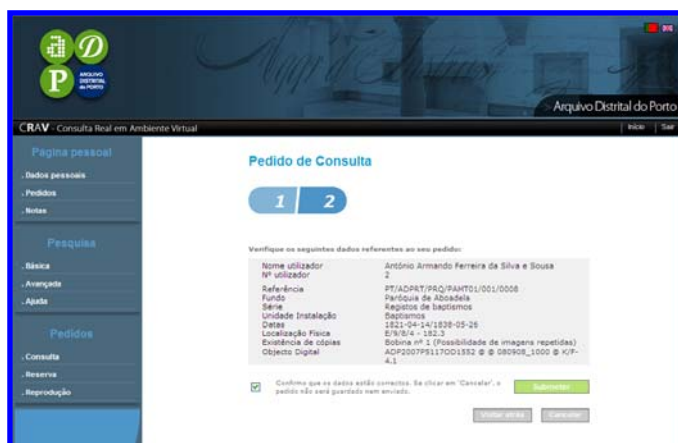 a D
P ARQUIVO DISTRITAL do PORTO
Arquivo Distrital do Porto
CRAV - Consulta Real em Ambiente Virtual
Início | Sair
Página pessoal
. Dados pessoais
. Pedidos
. Notas
Pesquisa
. Básica
. Avançada
. Ajuda
Pedidos
. Consulta
. Reserva
. Reprodução
Pedido de Consulta
1 2
Verifique os seguintes dados referentes ao seu pedido:
Nome utilizador António Armando Ferreira da Silva e Sousa
Nº utilizador 2
Referência PT/ADPRT/PRQ/PAMT01/001/0008
Fundo Paróquia de Aboadela
Série Registos de baptismos
Unidade Instalação Baptismos
Datas 1821-04-14/1838-05-26
Localização Física E/9/8/4 - 182.3
Existência de cópias Bobina nº 1 (Possibilidade de imagens repetidas)
Objecto Digital ADP2007PS117OD1552 @ @ 080908_1000 @ K/F-
4.1
Confirmo que os dados estão correctos. Se clicar em 'Cancelar', o
pedido não será guardado nem enviado.
Submeter
Voltar atrás Cancelar